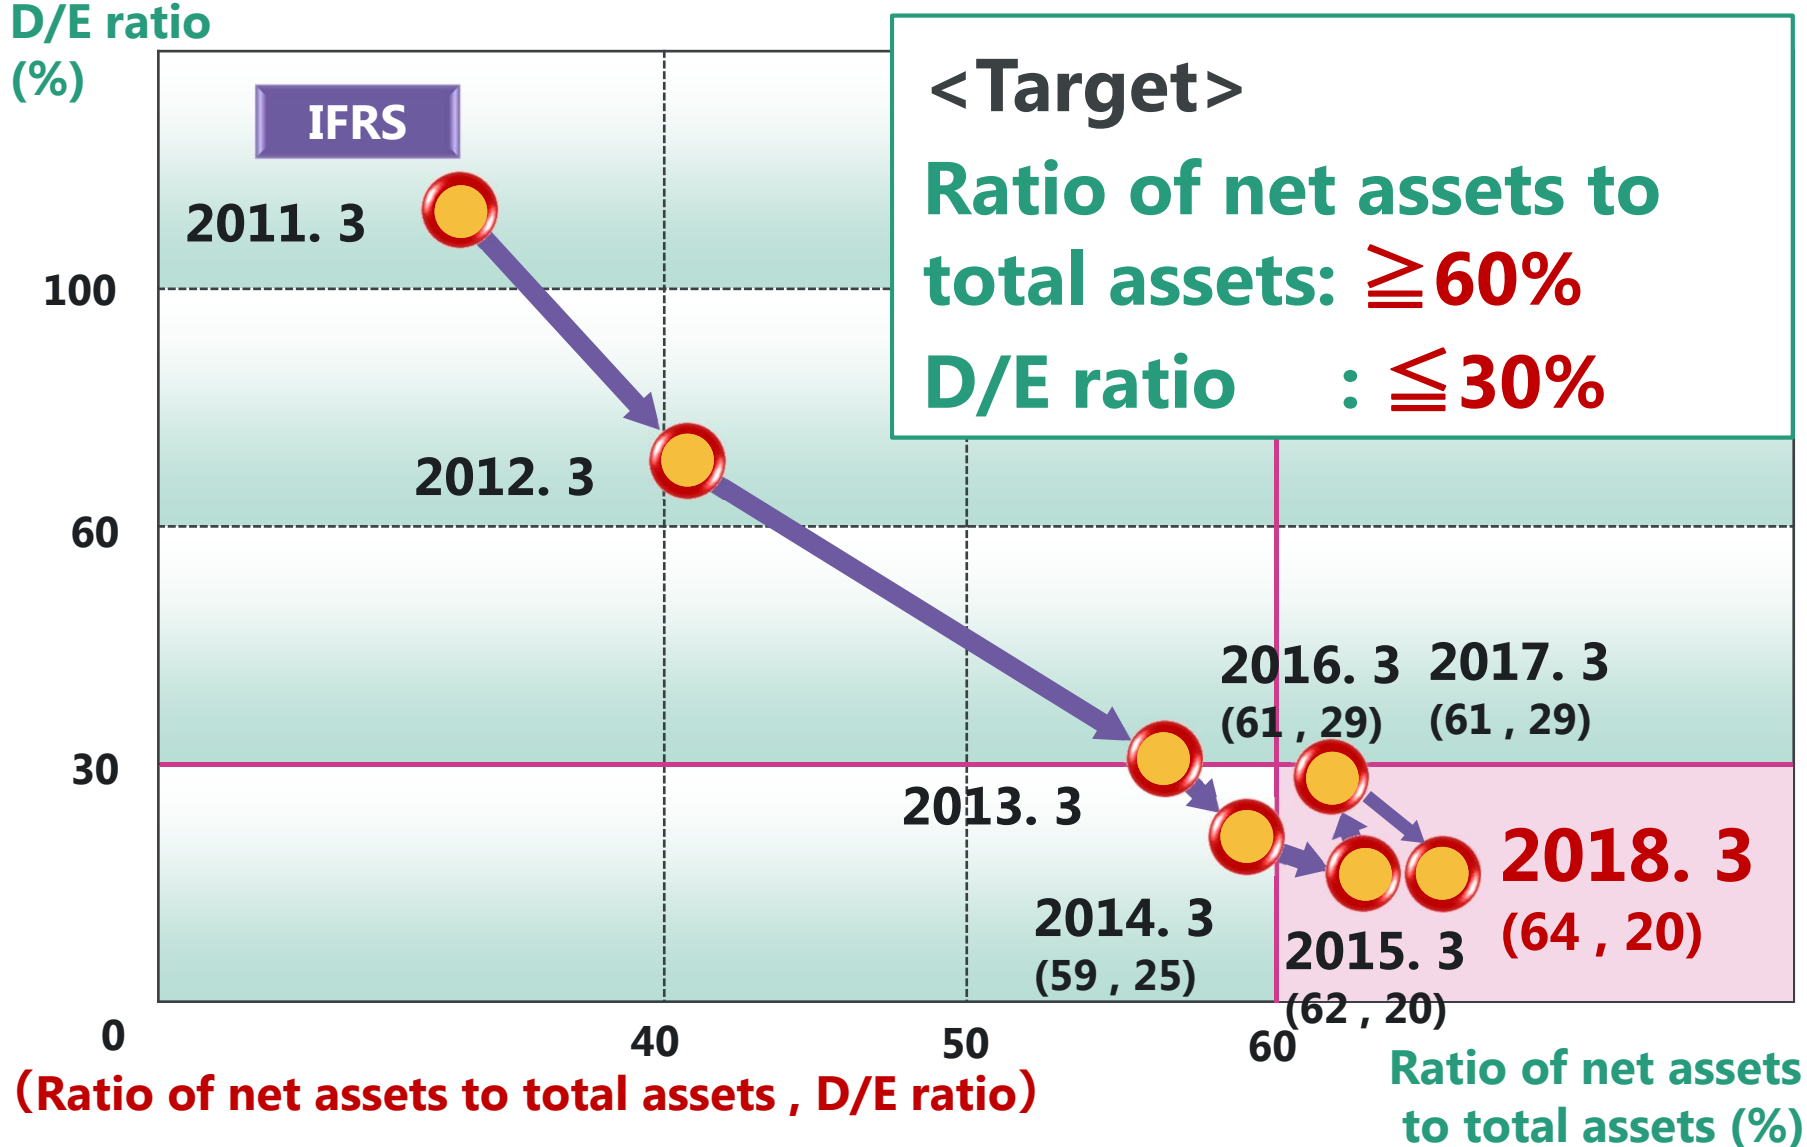 D/E ratio
(%)
<Target>
Ratio of net assets to
total assets: ≧60%
D/E ratio : ≦30%
IFRS
2011. 3
100
2012. 3
60
2016. 3
(61 , 29)
2017. 3
(61 , 29)
30
2013. 3
2018. 3
(64 , 20)
2014. 3
(59 , 25)
2015. 3
(62 , 20)
0
40
50
60
Ratio of net assets
to total assets (%)
（Ratio of net assets to total assets , D/E ratio）